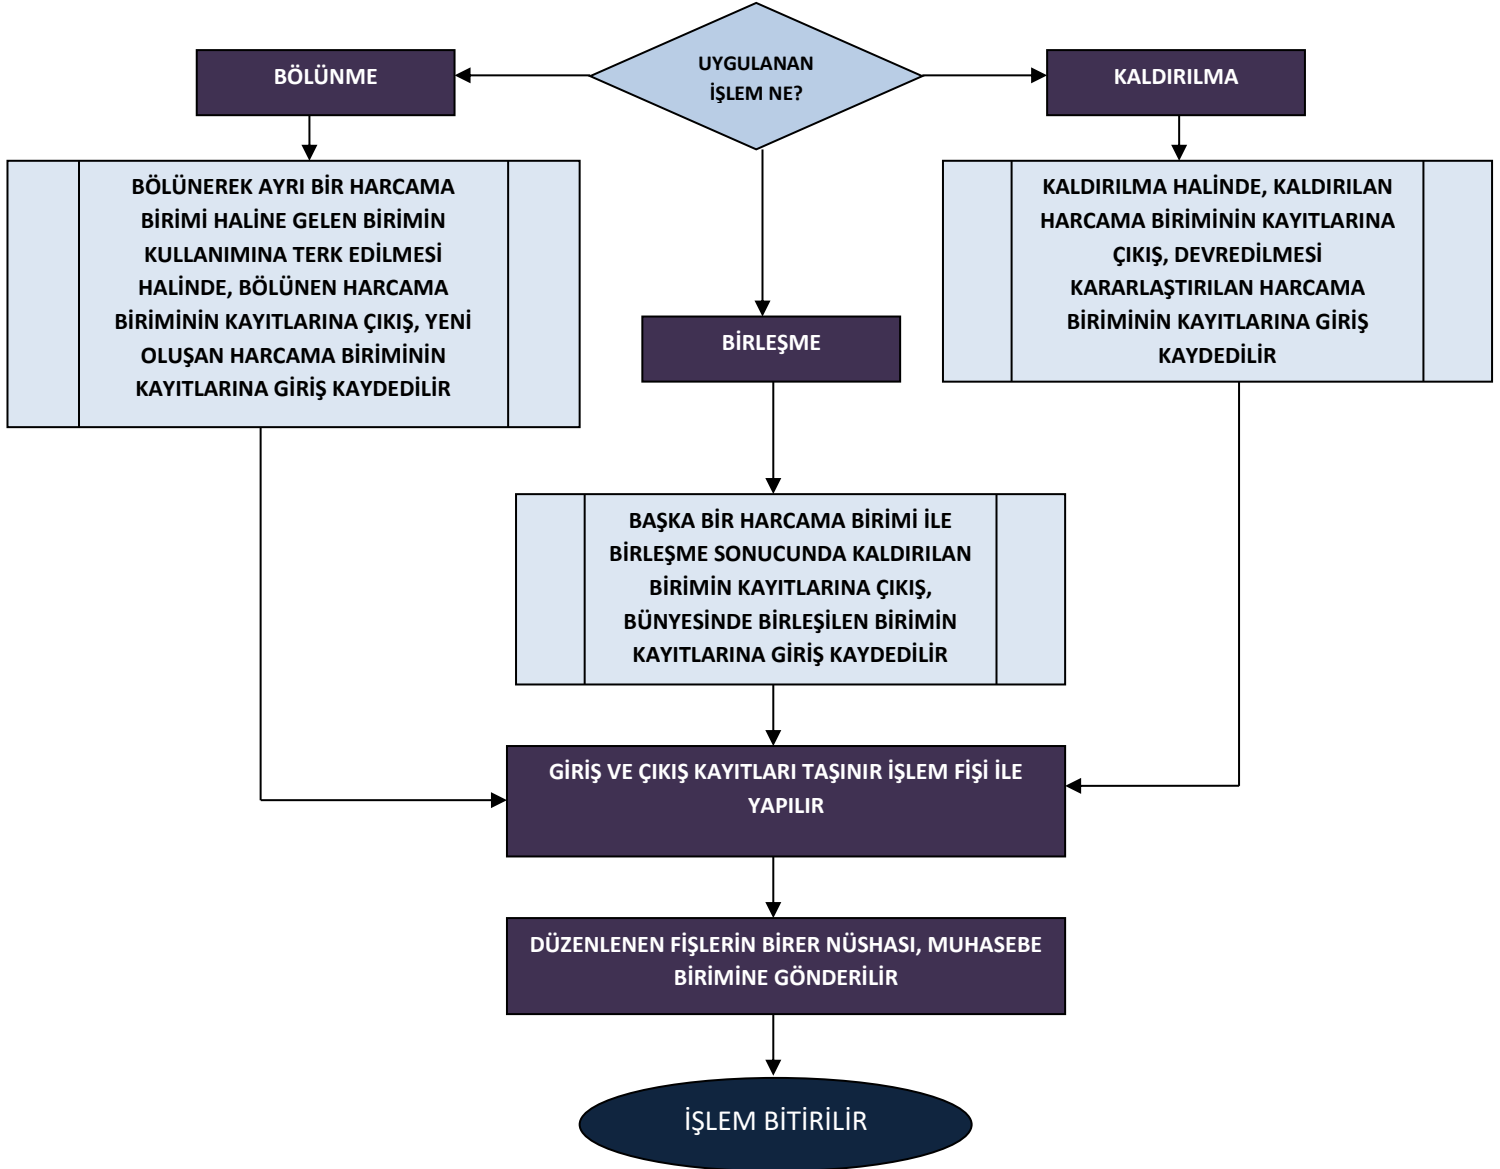 UYGULANAN
İŞLEM NE?
BÖLÜNME
KALDIRILMA
BÖLÜNEREK AYRI BİR HARCAMA
BİRİMİ HALİNE GELEN BİRİMİN
KULLANIMINA TERK EDİLMESİ
HALİNDE, BÖLÜNEN HARCAMA
BİRİMİNİN KAYITLARINA ÇIKIŞ, YENİ
OLUŞAN HARCAMA BİRİMİNİN
KAYITLARINA GİRİŞ KAYDEDİLİR
KALDIRILMA HALİNDE, KALDIRILAN
HARCAMA BİRİMİNİN KAYITLARINA
ÇIKIŞ, DEVREDİLMESİ
KARARLAŞTIRILAN HARCAMA
BİRİMİNİN KAYITLARINA GİRİŞ
KAYDEDİLİR
BİRLEŞME
BAŞKA BİR HARCAMA BİRİMİ İLE
BİRLEŞME SONUCUNDA KALDIRILAN
BİRİMİN KAYITLARINA ÇIKIŞ,
BÜNYESİNDE BİRLEŞİLEN BİRİMİN
KAYITLARINA GİRİŞ KAYDEDİLİR
GİRİŞ VE ÇIKIŞ KAYITLARI TAŞINIR İŞLEM FİŞİ İLE
YAPILIR
DÜZENLENEN FİŞLERİN BİRER NÜSHASI, MUHASEBE
BİRİMİNE GÖNDERİLİR
İŞLEM BİTİRİLİR